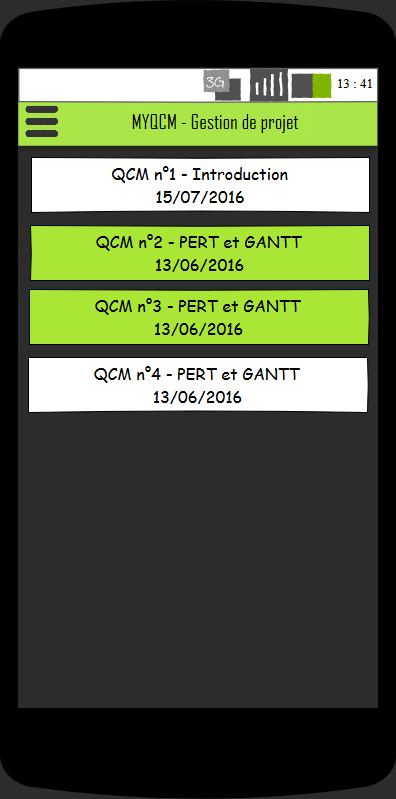 3G 13 : 41
MYQCM - Gestion de projet
QCM n°1 - Introduction
15/07/2016
QCM n°2 - PERT et GANTT
13/06/2016
QCM n°3 - PERT et GANTT
13/06/2016
QCM n°4 - PERT et GANTT
13/06/2016